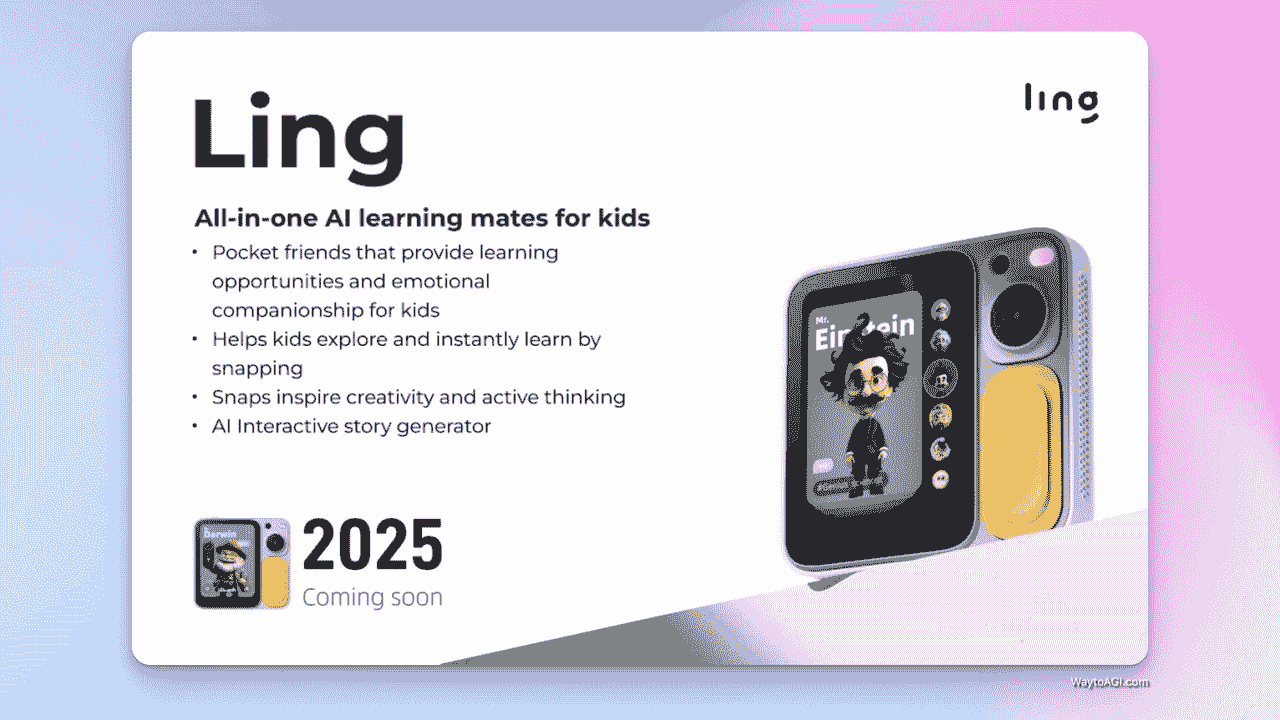 Ling
ling
All-in-one AI learning mates for kids
• Pocket friends that provide learning
opportunities and emotional
companionship for kids
• Helps kids explore and instantly learn by
snapping
• Snaps inspire creativity and active thinking
• AI Interactive story generator
Mr.
Einstein
Darwin
2025
Coming soon
WaytoAGI.com